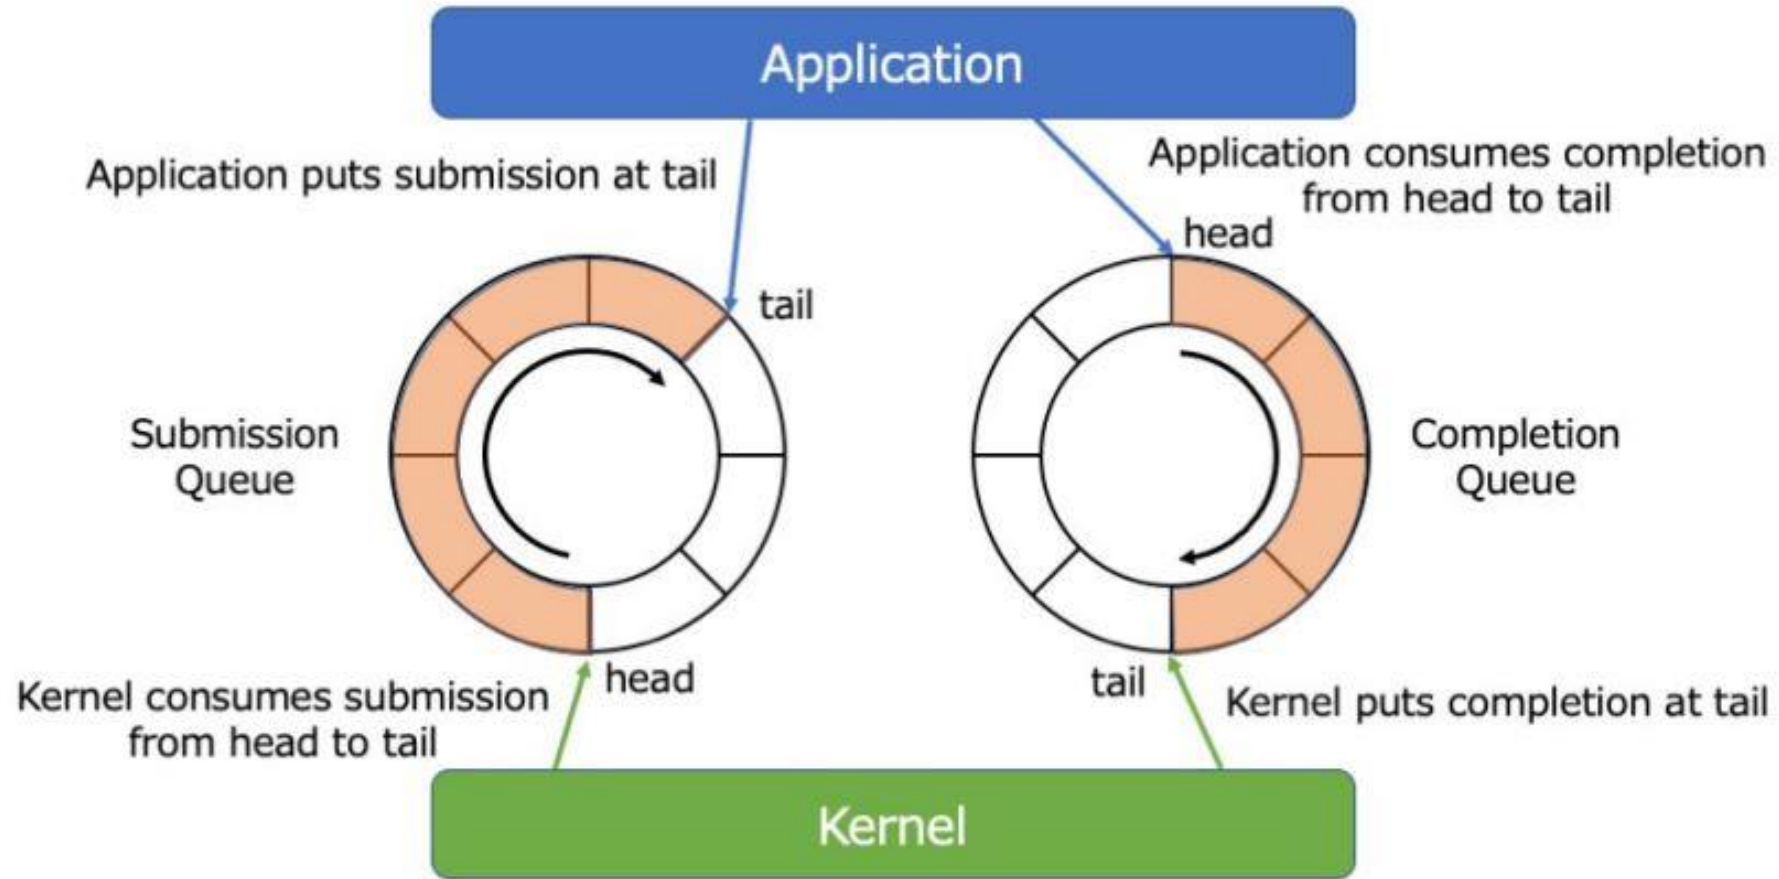 Application
Application puts submission at tail
Application consumes completion
from head to tail
head
tail
Submission
Queue
Completion
Queue
head
tail
Kernel consumes submission
from head to tail
Kernel puts completion at tail
Kernel